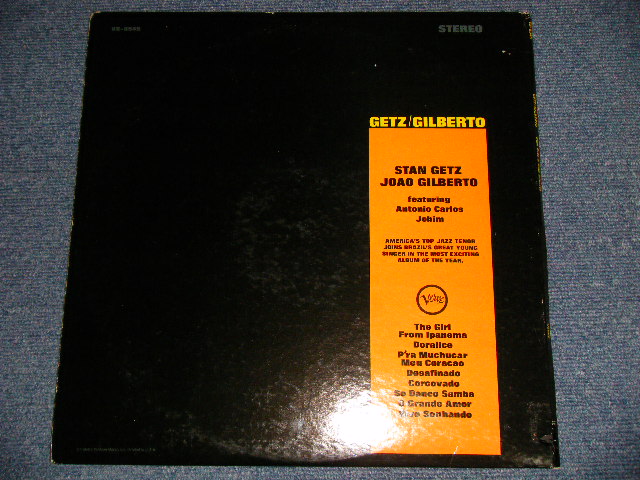 STEREO
GETZ/GILBERTO
STAN GETZ
JOAO GILBERTO
featuring
Antonio Carlos
Jobim
AMERICA'S TOP JAZZ TENOR
JOINS BRAZIL'S GREAT YOUNG
SINGER IN THE MOST EXCITING
ALBUM OF THE YEAR.
Verve
The Girl
From Ipanema
Doralice
P'ra Muchucar
Meu Coracao
Desafinado
Corcovado
So Danco Samba
O Grande Amor
Vivo Sonhando